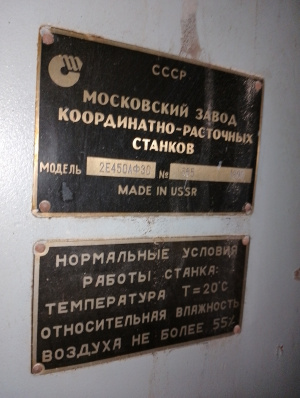 СССР
МОСКОВСКИЙ ЗАВОД
КООРДИНАТНО-РАСТОЧНЫХ
СТАНКОВ
МОДЕЛЬ 2Е450АФ30 №
MADE IN USSR
НОРМАЛЬНЫЕ УСЛОВИЯ
РАБОТЫ СТАНКА:
ТЕМПЕРАТУРА Т=20°С
ОТНОСИТЕЛЬНАЯ ВЛАЖНОСТЬ
ВОЗДУХА НЕ БОЛЕЕ 55%